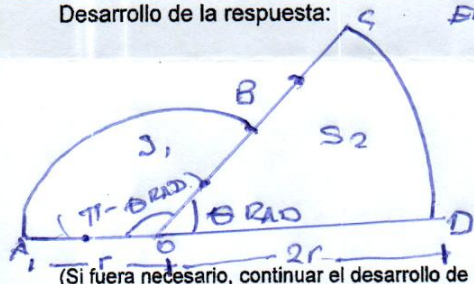 Desarrollo de la respuesta:
C
B
S1
S2
π-θ RAD
θ RAD
A
O
D
r
2r
(Si fuera necesario, continuar el desarrollo de